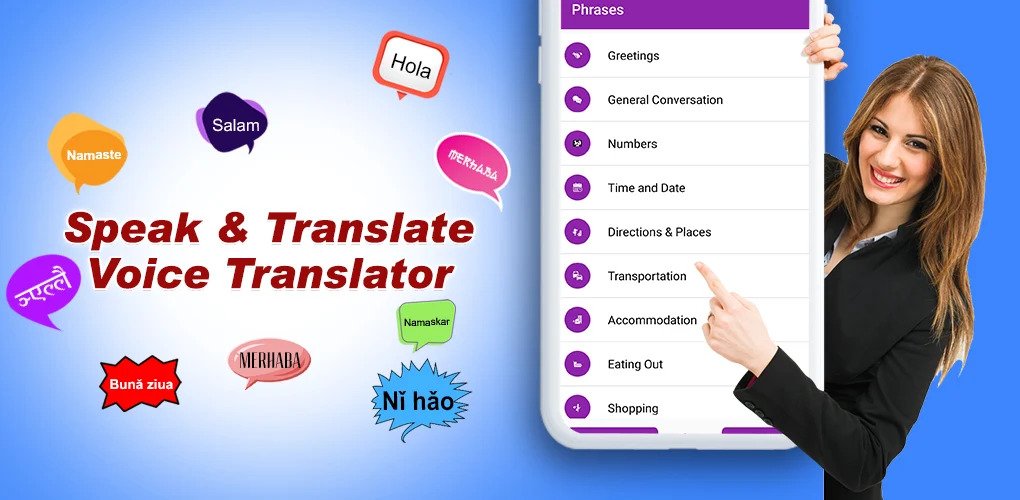 Hola
Salam
Namaste
MERHABA
Speak & Translate
Voice Translator
Namaskar
MERHABA
Bună ziua
Nǐ hǎo
Phrases
Greetings
General Conversation
Numbers
Time and Date
Directions & Places
Transportation
Accommodation
Eating Out
Shopping